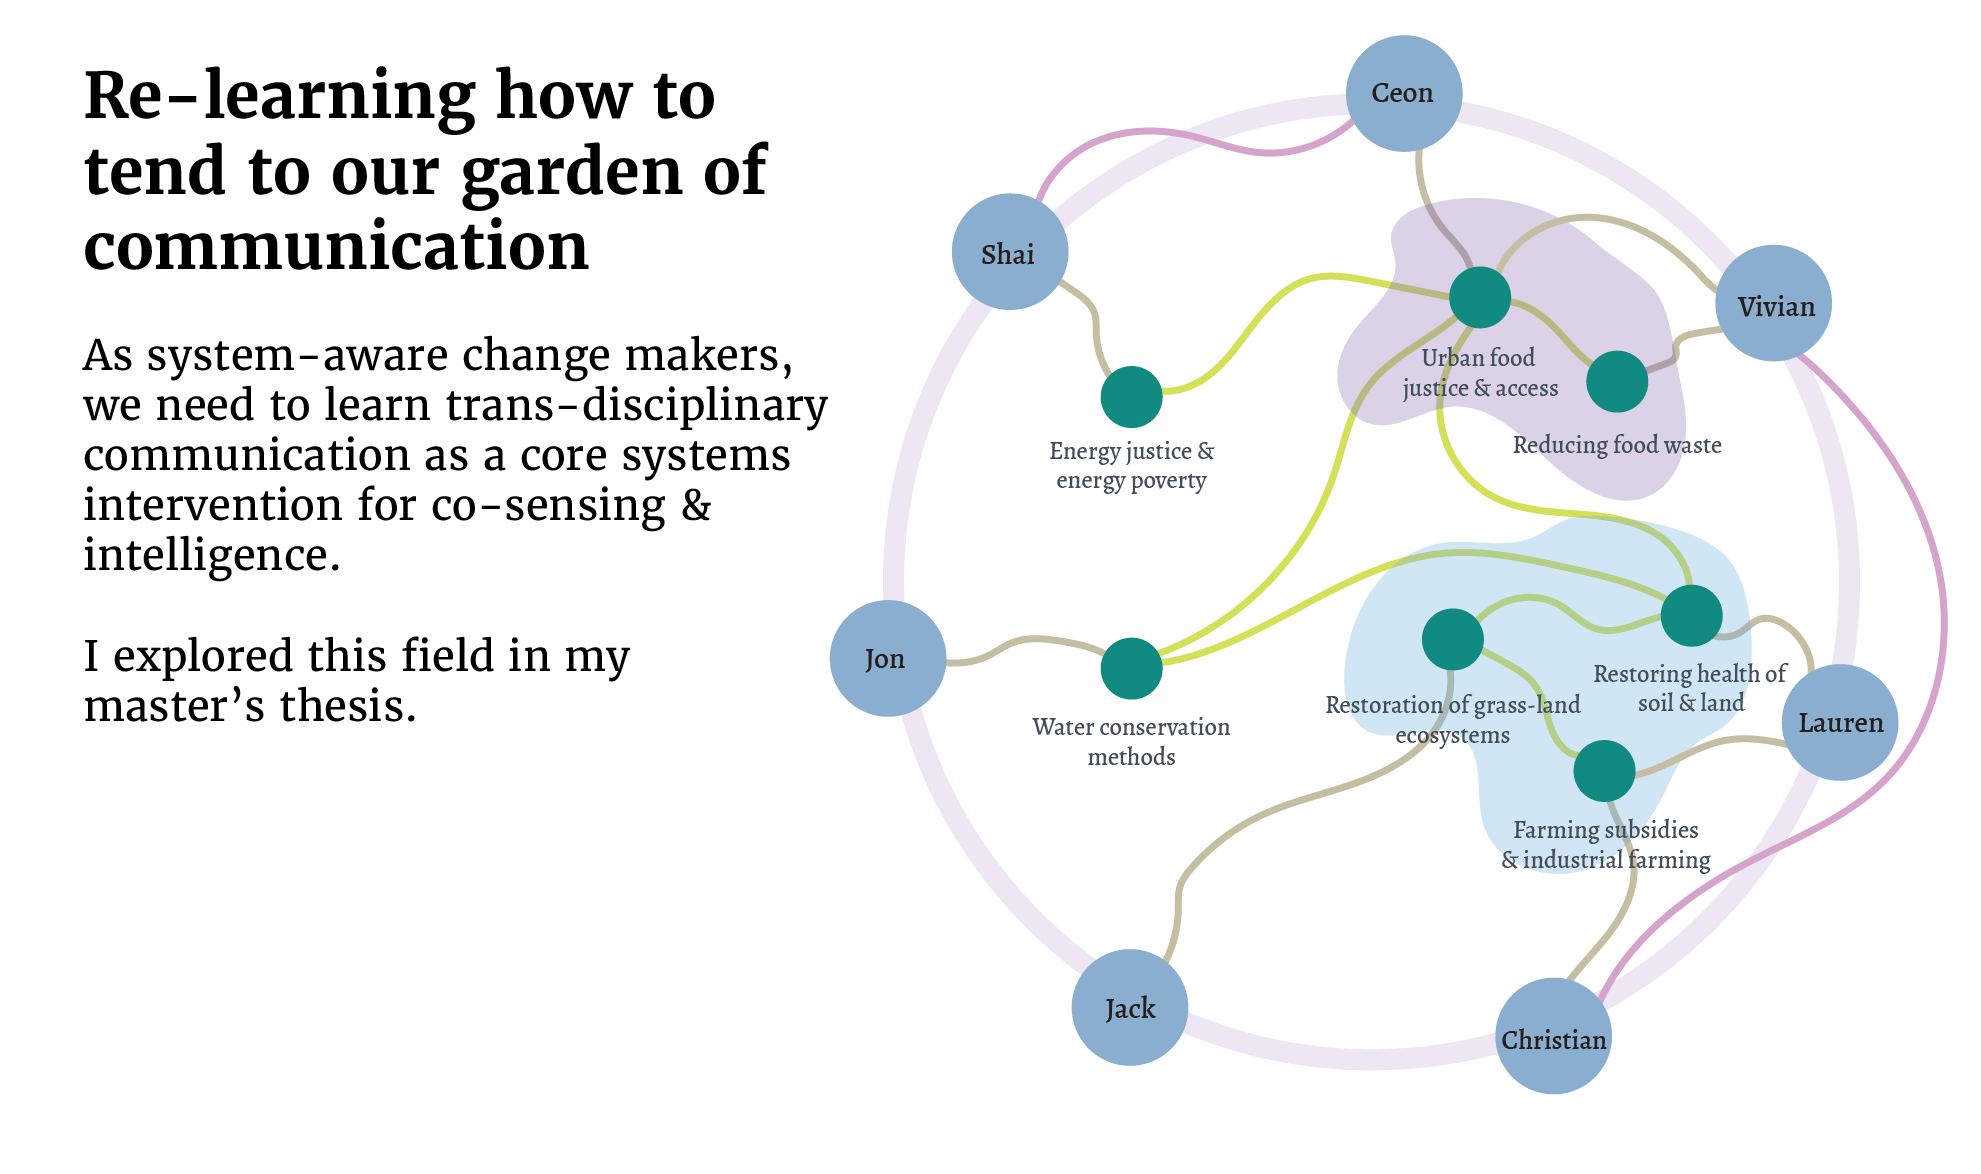 Re-learning how to
tend to our garden of
communication
As system-aware change makers,
we need to learn trans-disciplinary
communication as a core systems
intervention for co-sensing &
intelligence.
I explored this field in my
master's thesis.
Ceon
Shai
Vivian
Urban food
justice & access
Reducing food waste
Energy justice &
energy poverty
Jon
Water conservation
methods
Restoring health of
soil & land
Restoration of grass-land
ecosystems
Lauren
Farming subsidies
& industrial farming
Jack
Christian